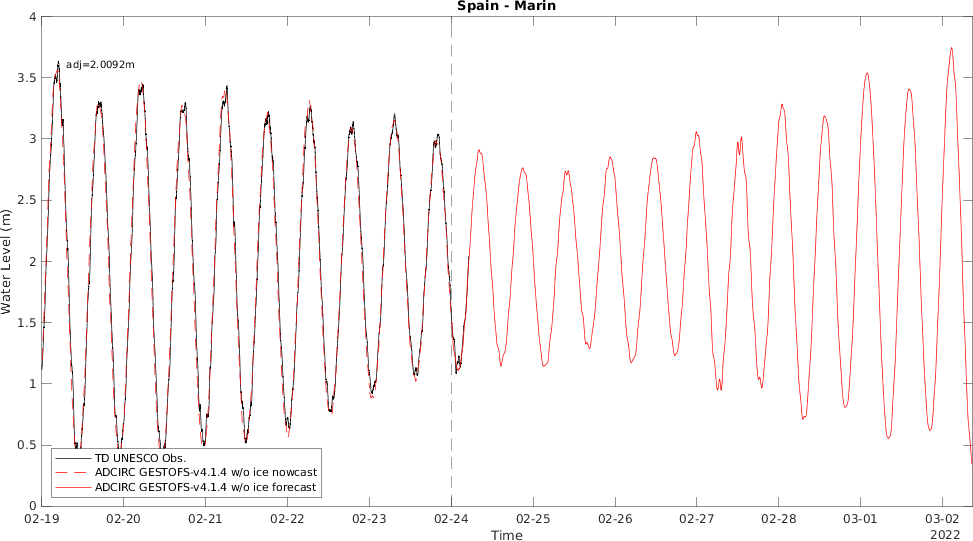 Spain - Marin
adj=2.0092m
4
3.5
3
2.5
2
1.5
1
0.5
0
Water Level (m)
TD UNESCO Obs.
ADCIRC GESTOFS-v4.1.4 w/o ice nowcast
ADCIRC GESTOFS-v4.1.4 w/o ice forecast
02-19 02-20 02-21 02-22 02-23 02-24 02-25 02-26 02-27 02-28 03-01 03-02
Time
2022